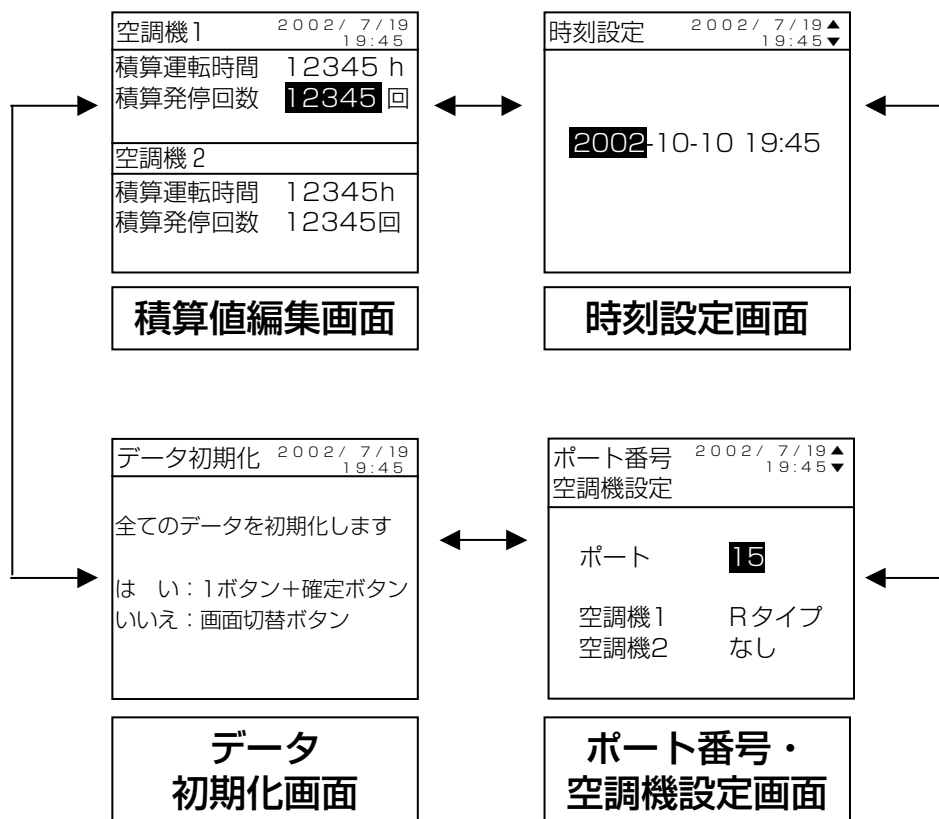 空調機1 2002/ 7/19
19:45
積算運転時間 12345 h
積算発停回数 12345 回
空調機 2
積算運転時間 12345h
積算発停回数 12345回
積算値編集画面
時刻設定 2002/ 7/19▲
19:45▼
2002-10-10 19:45
時刻設定画面
データ初期化 2002/ 7/19
19:45
全てのデータを初期化します
は い：1ボタン＋確定ボタン
いいえ：画面切替ボタン
データ
初期化画面
ポート番号 2002/ 7/19▲
空調機設定 19:45▼
ポート 15
空調機1 Rタイプ
空調機2 なし
ポート番号・
空調機設定画面